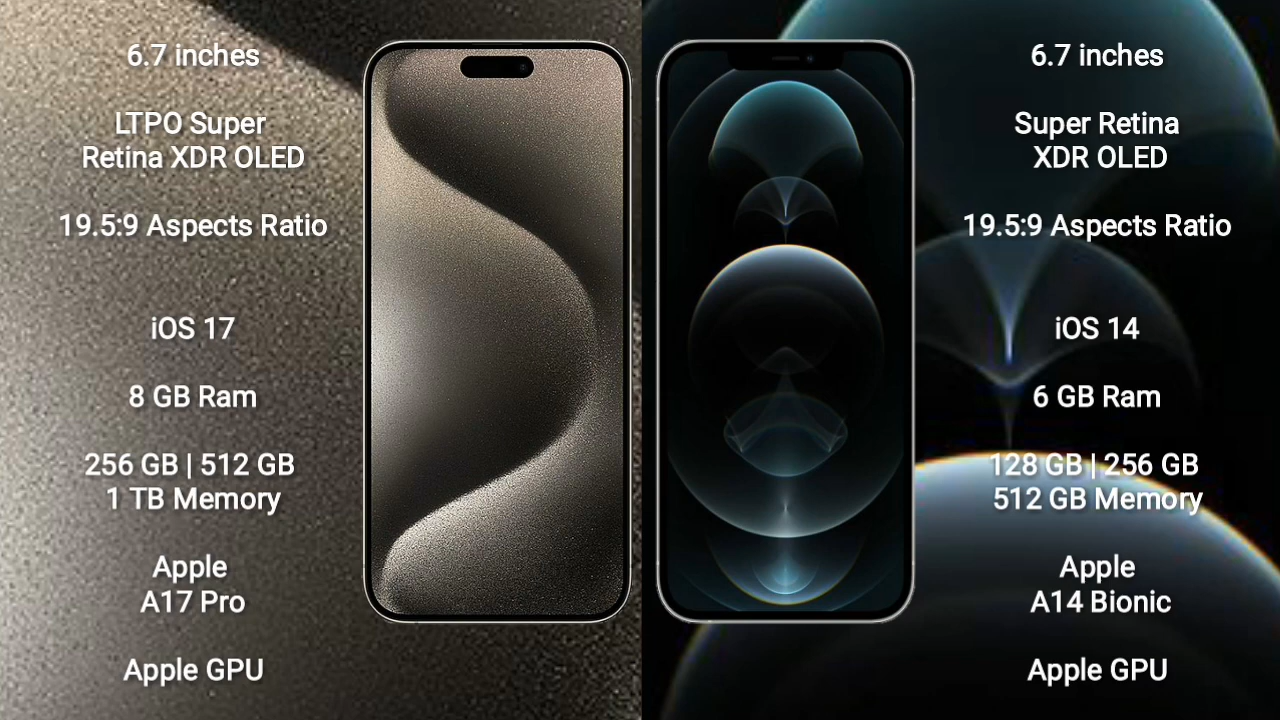 6.7 inches
LTPO Super
Retina XDR OLED
19.5:9 Aspects Ratio
iOS 17
8 GB Ram
256 GB | 512 GB
1 TB Memory
Apple
A17 Pro
Apple GPU
6.7 inches
Super Retina
XDR OLED
19.5:9 Aspects Ratio
iOS 14
6 GB Ram
128 GB | 256 GB
512 GB Memory
Apple
A14 Bionic
Apple GPU